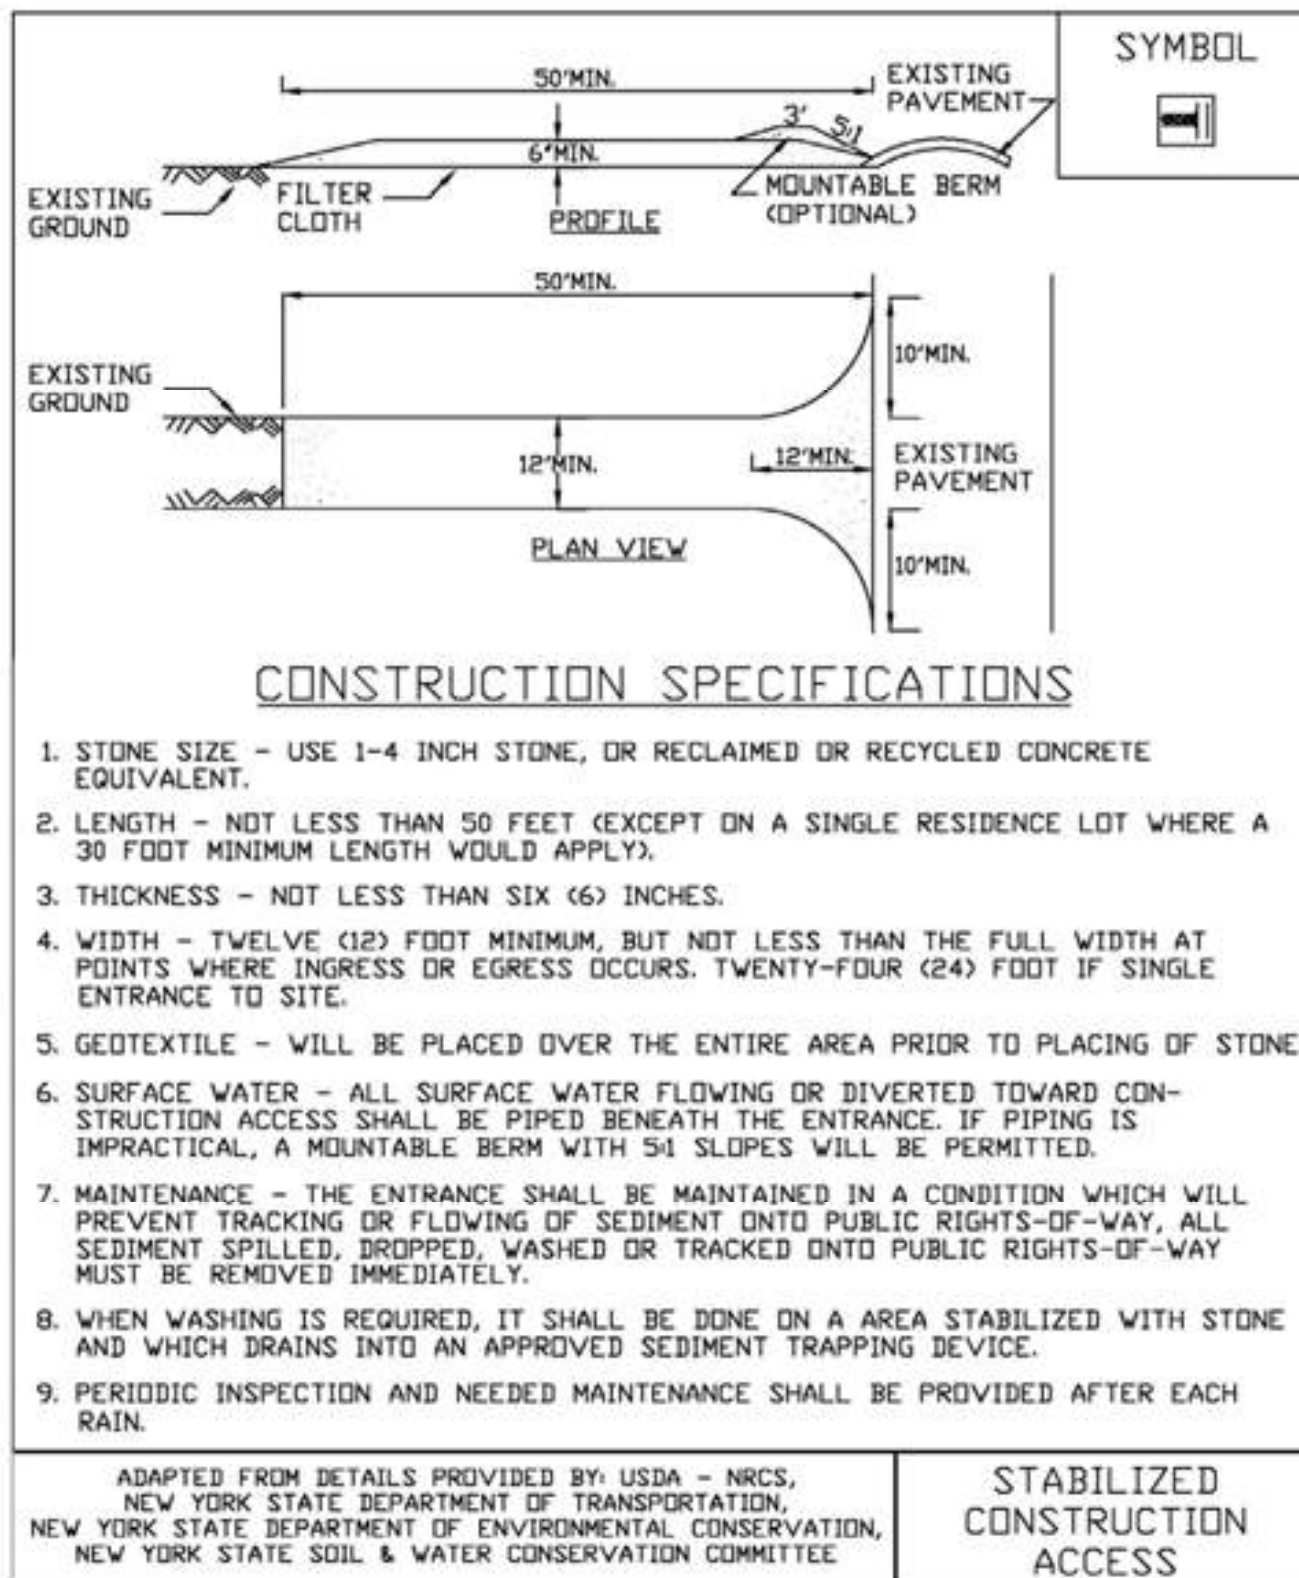 SYMBOL
50'MIN.
EXISTING
PAVEMENT
3'
5:1
6"MIN.
EXISTING
GROUND
FILTER
CLOTH
PROFILE
MOUNTABLE BERM
(OPTIONAL)
50'MIN.
10'MIN.
EXISTING
GROUND
12'MIN.
12'MIN.
EXISTING
PAVEMENT
PLAN VIEW
10'MIN.
CONSTRUCTION SPECIFICATIONS
1. STONE SIZE - USE 1-4 INCH STONE, OR RECLAIMED OR RECYCLED CONCRETE
EQUIVALENT.
2. LENGTH - NOT LESS THAN 50 FEET (EXCEPT ON A SINGLE RESIDENCE LOT WHERE A
30 FOOT MINIMUM LENGTH WOULD APPLY).
3. THICKNESS - NOT LESS THAN SIX (6) INCHES.
4. WIDTH - TWELVE (12) FOOT MINIMUM, BUT NOT LESS THAN THE FULL WIDTH AT
POINTS WHERE INGRESS OR EGRESS OCCURS. TWENTY-FOUR (24) FOOT IF SINGLE
ENTRANCE TO SITE.
5. GEOTEXTILE - WILL BE PLACED OVER THE ENTIRE AREA PRIOR TO PLACING OF STONE
6. SURFACE WATER - ALL SURFACE WATER FLOWING OR DIVERTED TOWARD CON-
STRUCTION ACCESS SHALL BE PIPED BENEATH THE ENTRANCE. IF PIPING IS
IMPRACTICAL, A MOUNTABLE BERM WITH 5:1 SLOPES WILL BE PERMITTED.
7. MAINTENANCE - THE ENTRANCE SHALL BE MAINTAINED IN A CONDITION WHICH WILL
PREVENT TRACKING OR FLOWING OF SEDIMENT ONTO PUBLIC RIGHTS-OF-WAY, ALL
SEDIMENT SPILLED, DROPPED, WASHED OR TRACKED ONTO PUBLIC RIGHTS-OF-WAY
MUST BE REMOVED IMMEDIATELY.
8. WHEN WASHING IS REQUIRED, IT SHALL BE DONE ON A AREA STABILIZED WITH STONE
AND WHICH DRAINS INTO AN APPROVED SEDIMENT TRAPPING DEVICE.
9. PERIODIC INSPECTION AND NEEDED MAINTENANCE SHALL BE PROVIDED AFTER EACH
RAIN.
ADAPTED FROM DETAILS PROVIDED BY: USDA - NRCS,
NEW YORK STATE DEPARTMENT OF TRANSPORTATION,
NEW YORK STATE DEPARTMENT OF ENVIRONMENTAL CONSERVATION,
NEW YORK STATE SOIL & WATER CONSERVATION COMMITTEE
STABILIZED
CONSTRUCTION
ACCESS